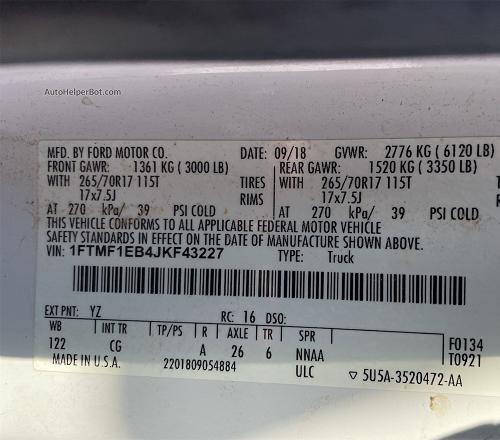 AutoHelperBot.com
MFD. BY FORD MOTOR CO. DATE: 09/18 GVWR: 2776 KG ( 6120 LB)
FRONT GAWR: 1361 KG ( 3000 LB) REAR GAWR: 1520 KG ( 3350 LB)
WITH 265/70R17 115T TIRES WITH 265/70R17 115T
17x7.5J RIMS 17x7.5J
AT 270 kPa/ 39 PSI COLD AT 270 kPa/ 39 PSI COLD
THIS VEHICLE CONFORMS TO ALL APPLICABLE FEDERAL MOTOR VEHICLE
SAFETY STANDARDS IN EFFECT ON THE DATE OF MANUFACTURE SHOWN ABOVE.
VIN: 1FTMF1EB4JKF43227 TYPE: Truck
EXT PNT: YZ RC: 16 DSO:
WB INT TR TP/PS R AXLE TR SPR F0134
122 CG A 26 6 NNAA T0921
MADE IN U.S.A. 2201809054884 ULC ▽ 5U5A-3520472-AA